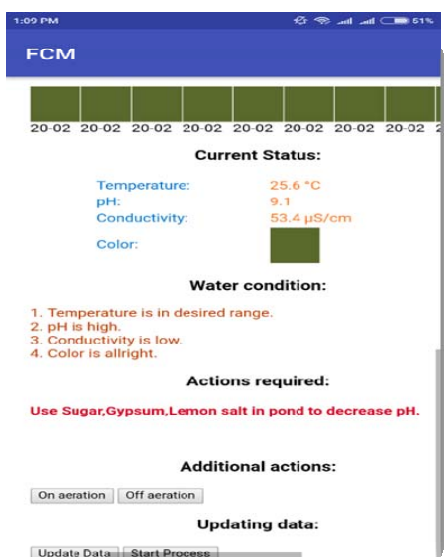 1:09 PM 51%
FCM
20-02 20-02 20-02 20-02 20-02 20-02 20-02 20-02 2
Current Status:
Temperature: 25.6 °C
pH: 9.1
Conductivity: 53.4 µS/cm
Color:
Water condition:
1. Temperature is in desired range.
2. pH is high.
3. Conductivity is low.
4. Color is allright.
Actions required:
Use Sugar,Gypsum,Lemon salt in pond to decrease pH.
Additional actions:
On aeration Off aeration
Updating data:
Update Data Start Process